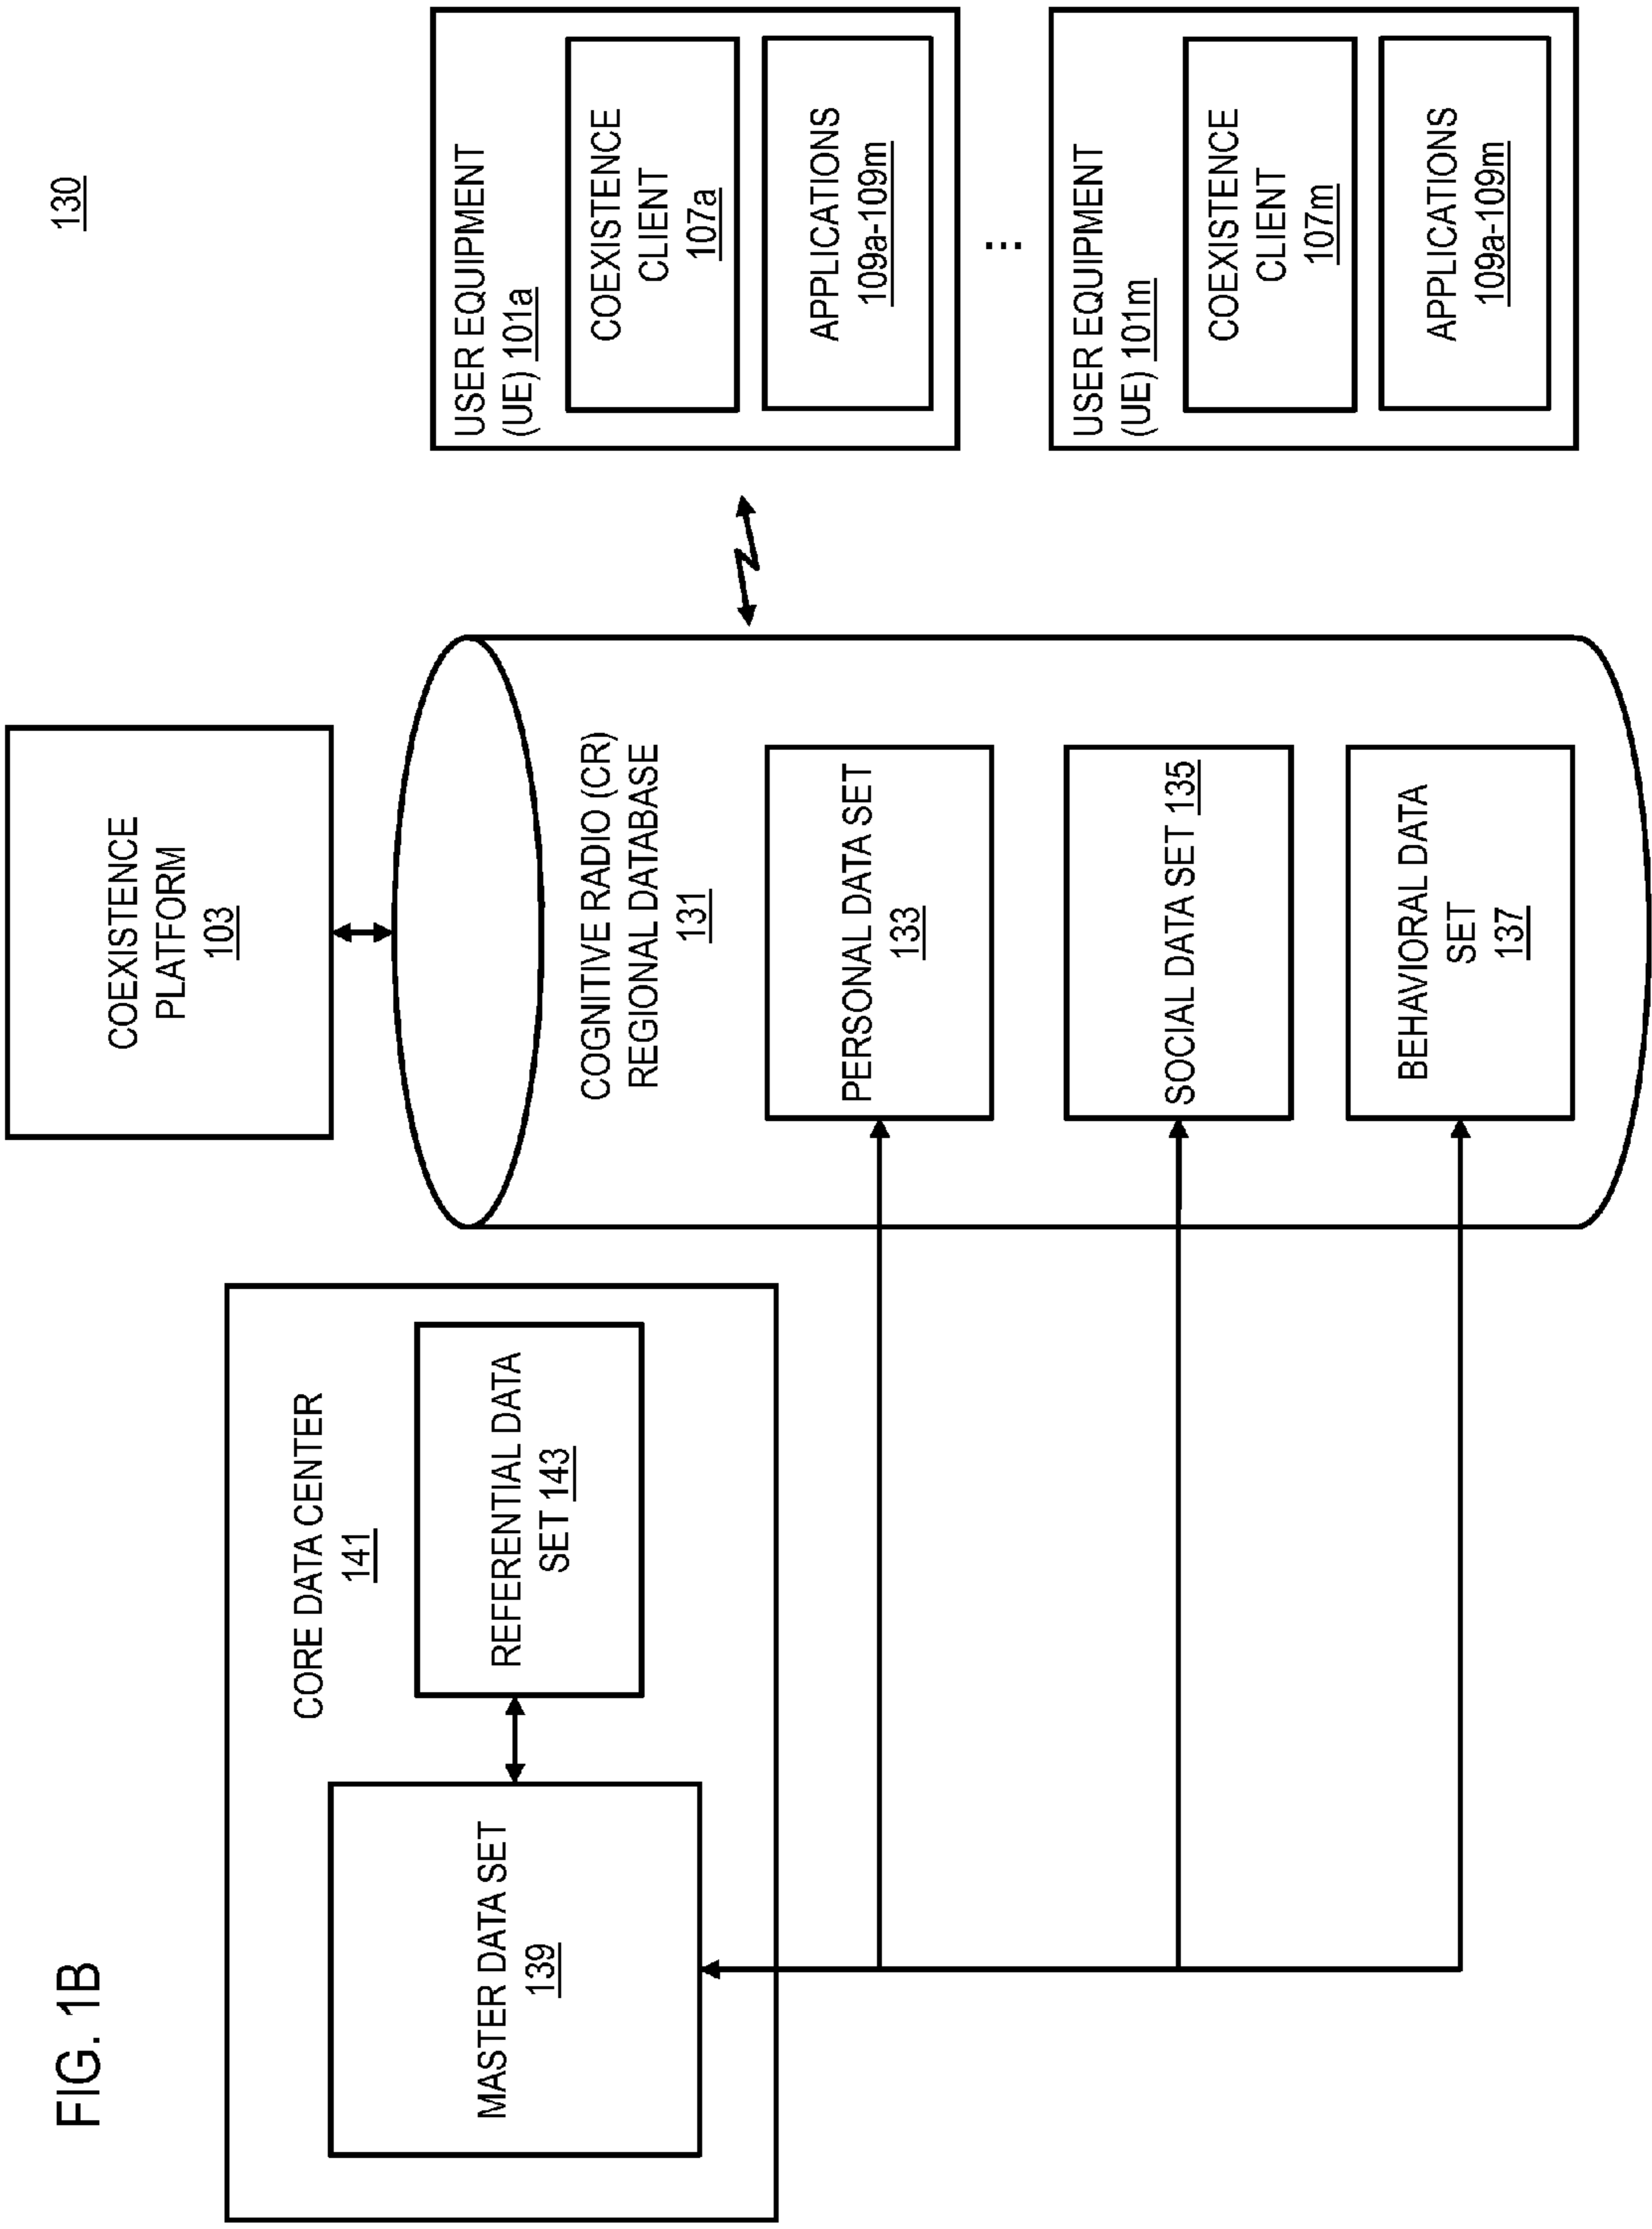 FIG. 1B
130
CORE DATA CENTER
141
MASTER DATA SET
139
REFERENTIAL DATA
SET 143
COEXISTENCE
PLATFORM
103
COGNITIVE RADIO (CR)
REGIONAL DATABASE
131
PERSONAL DATA SET
133
SOCIAL DATA SET 135
BEHAVIORAL DATA
SET
137
USER EQUIPMENT
(UE) 101a
COEXISTENCE
CLIENT
107a
APPLICATIONS
109a-109m
...
USER EQUIPMENT
(UE) 101m
COEXISTENCE
CLIENT
107m
APPLICATIONS
109a-109m